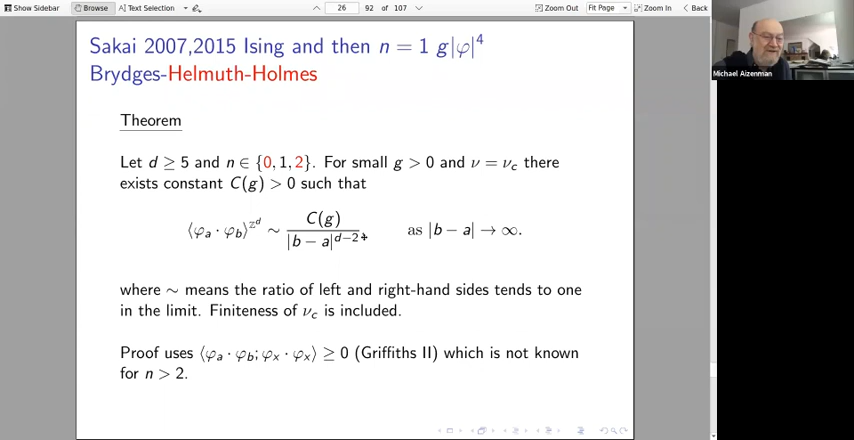 Show Sidebar Browse Text Selection 26 92 of 107 Zoom Out Fit Page Zoom In Back
Michael Aizenman
Sakai 2007,2015 Ising and then n = 1 g|φ|⁴
Brydges-Helmuth-Holmes
Theorem
Let d ≥ 5 and n ∈ {0, 1, 2}. For small g > 0 and ν = ν_c there
exists constant C(g) > 0 such that
⟨φ_a · φ_b⟩^{ℤ^d} ∼ C(g) / |b − a|^{d−2} as |b − a| → ∞.
where ∼ means the ratio of left and right-hand sides tends to one
in the limit. Finiteness of ν_c is included.
Proof uses ⟨φ_a · φ_b; φ_x · φ_x⟩ ≥ 0 (Griffiths II) which is not known
for n > 2.